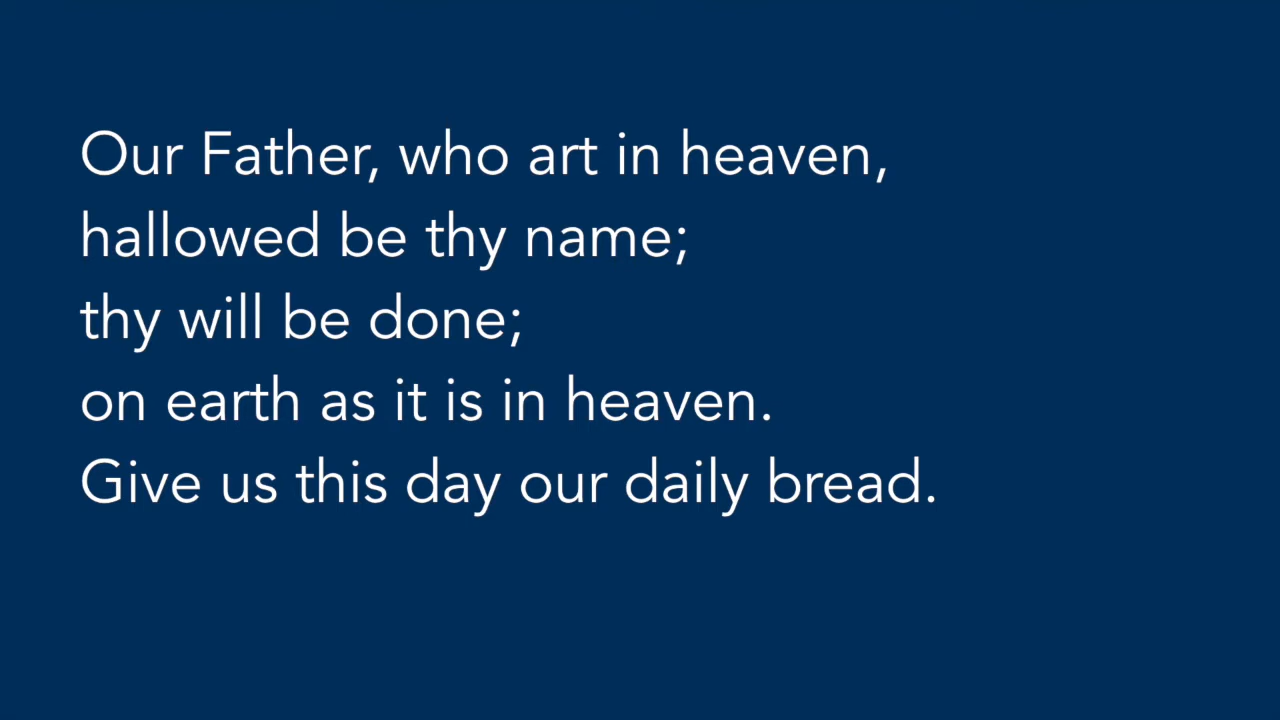 Our Father, who art in heaven,
hallowed be thy name;
thy will be done;
on earth as it is in heaven.
Give us this day our daily bread.